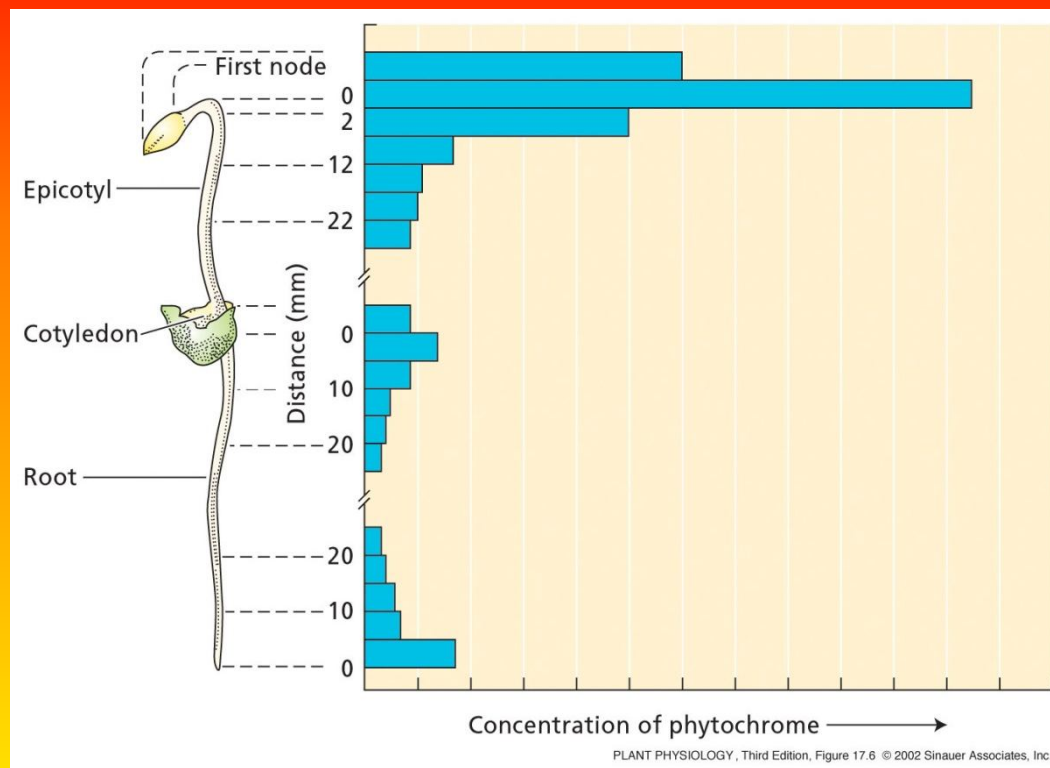 First node
0
2
12
Epicotyl
22
Distance (mm)
Cotyledon
0
10
20
Root
20
10
0
Concentration of phytochrome
PLANT PHYSIOLOGY, Third Edition, Figure 17.6 © 2002 Sinauer Associates, Inc